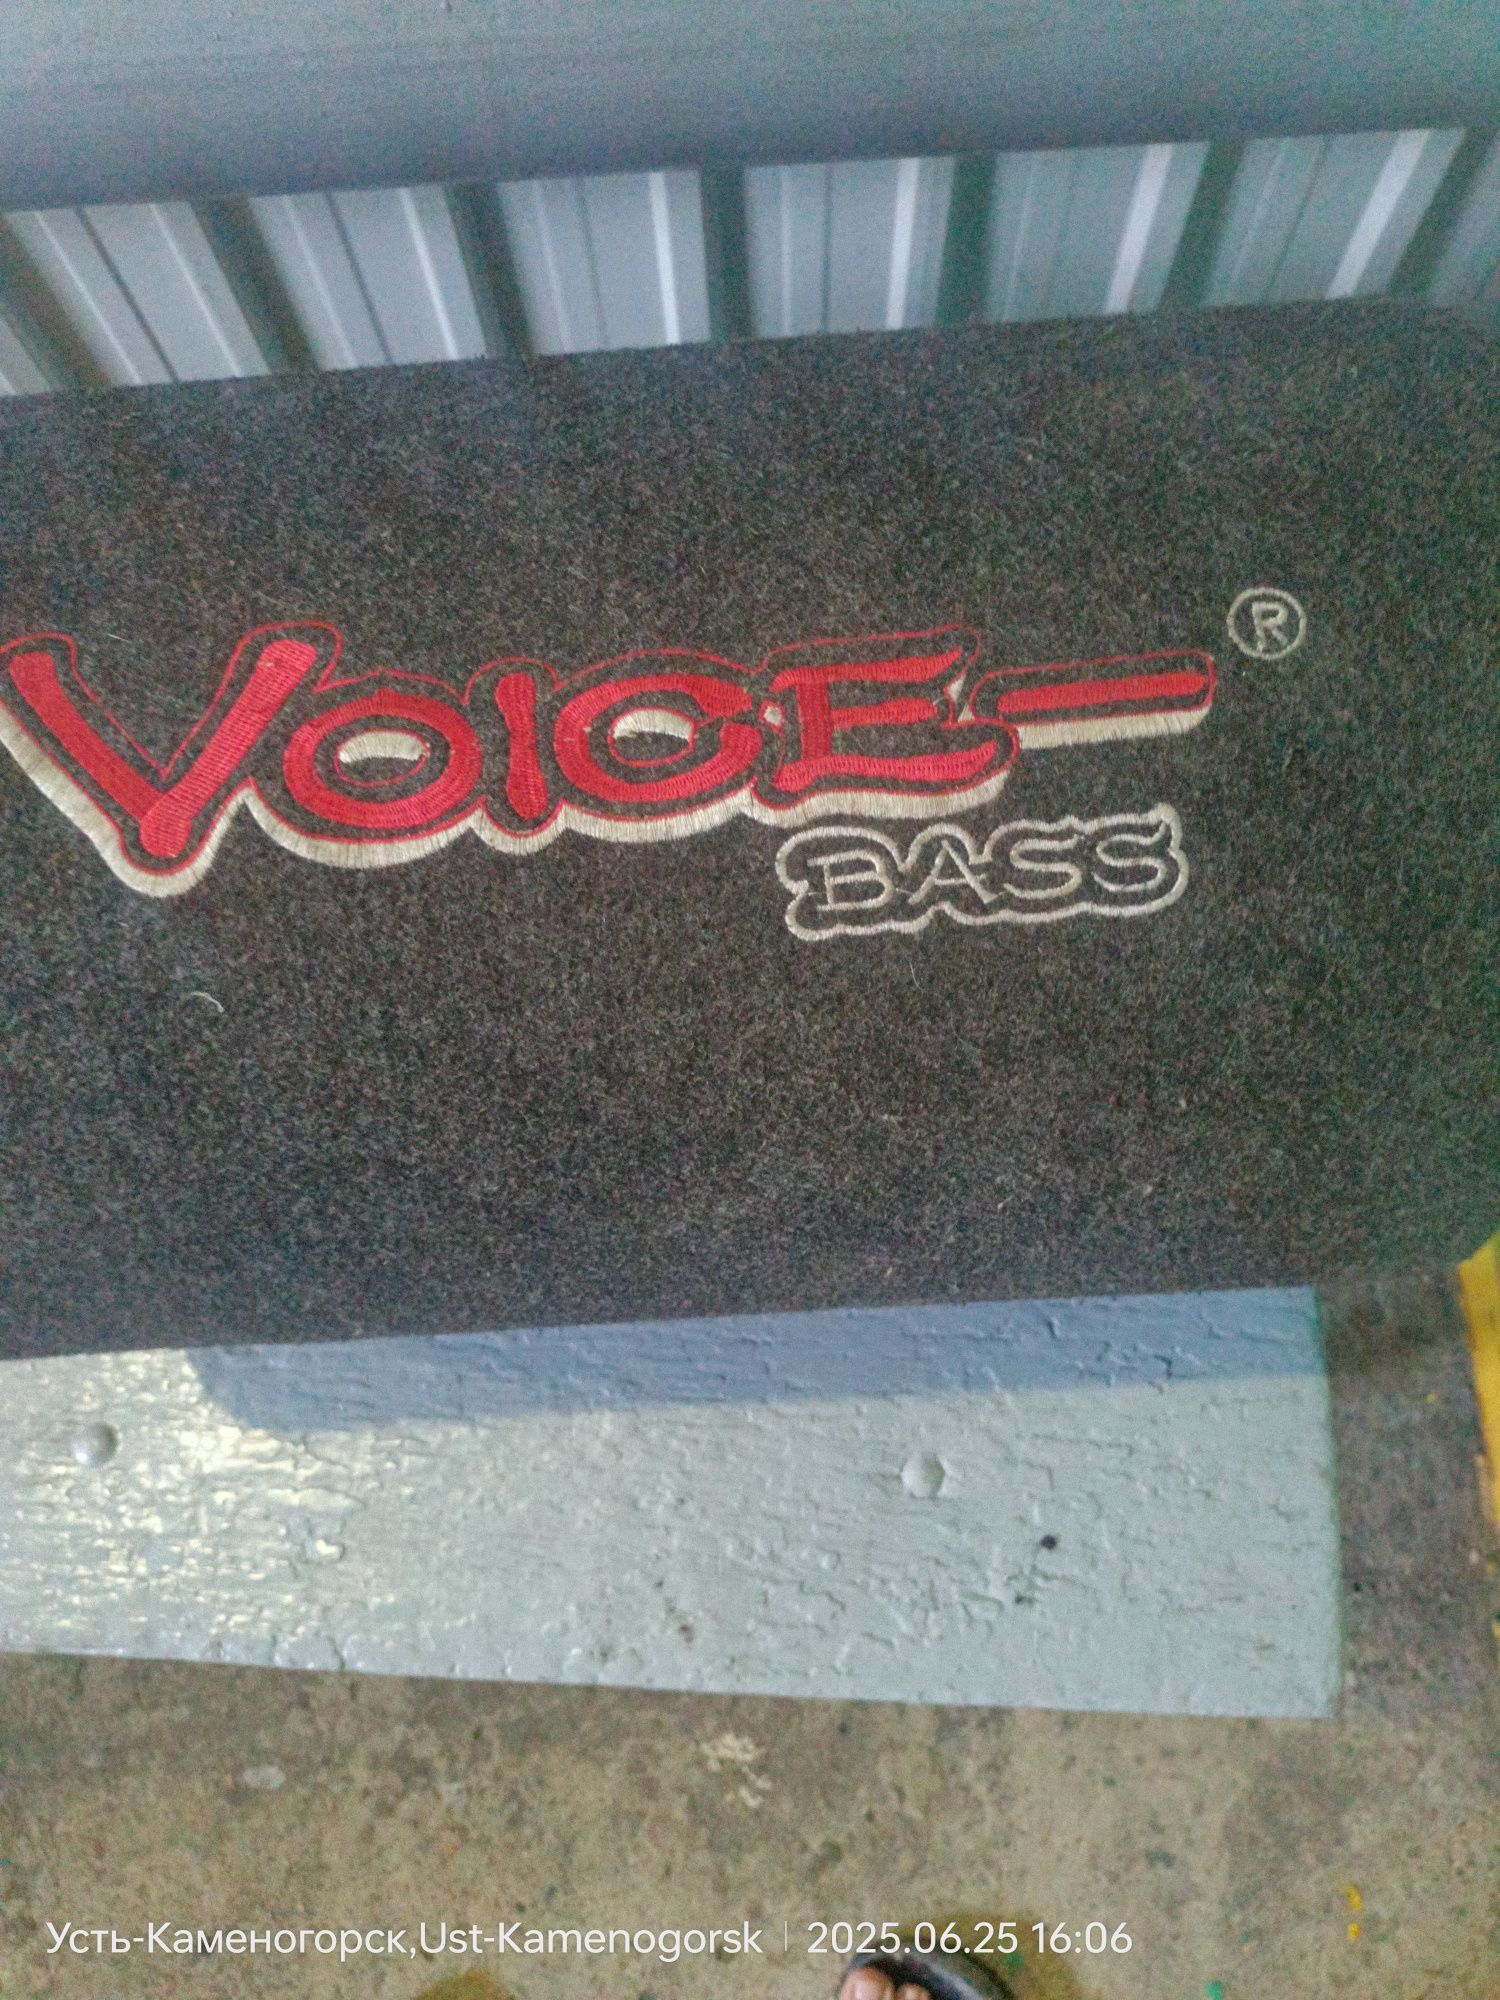 VOICE ®
BASS
Усть-Каменогорск,Ust-Kamenogorsk | 2025.06.25 16:06